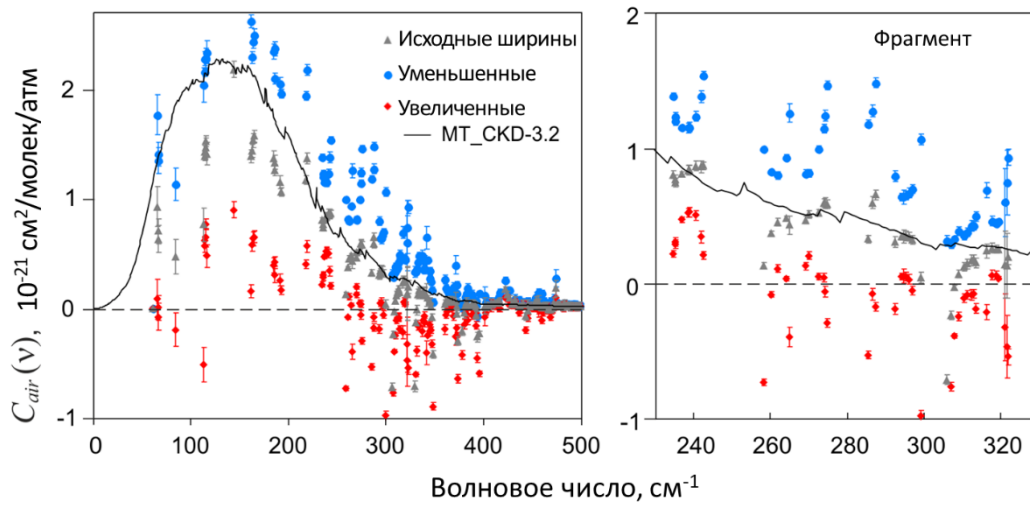 2
1
0
-1
0
100
200
300
400
500
C_air (ν), 10⁻²¹ см²/молек/атм
Исходные ширины
Уменьшенные
Увеличенные
MT_CKD-3.2
2
1
0
-1
240
260
280
300
320
Фрагмент
Волновое число, см⁻¹